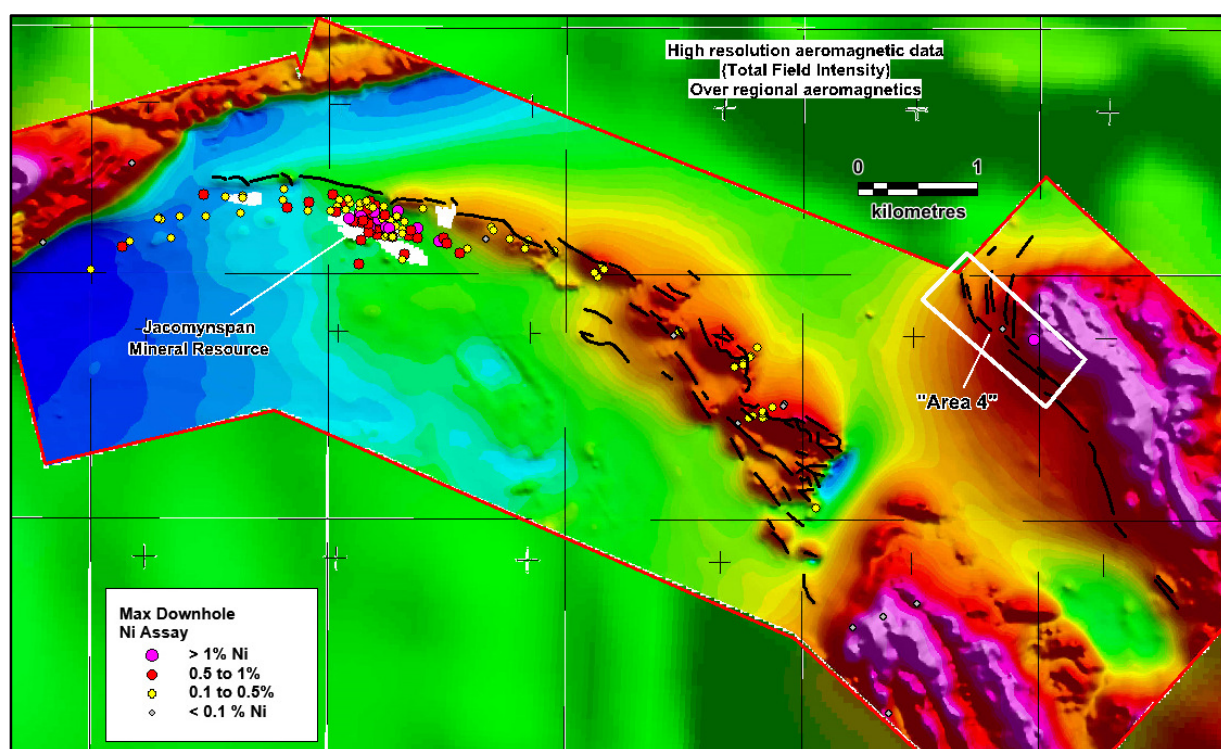 High resolution aeromagnetic data
{Total Field Intensity}
Over regional aeromagnetics
0 1
kilometres
Jacomynspan
Mineral Resource
"Area 4"
Max Downhole
Ni Assay
> 1% Ni
0.5 to 1%
0.1 to 0.5%
< 0.1 % Ni